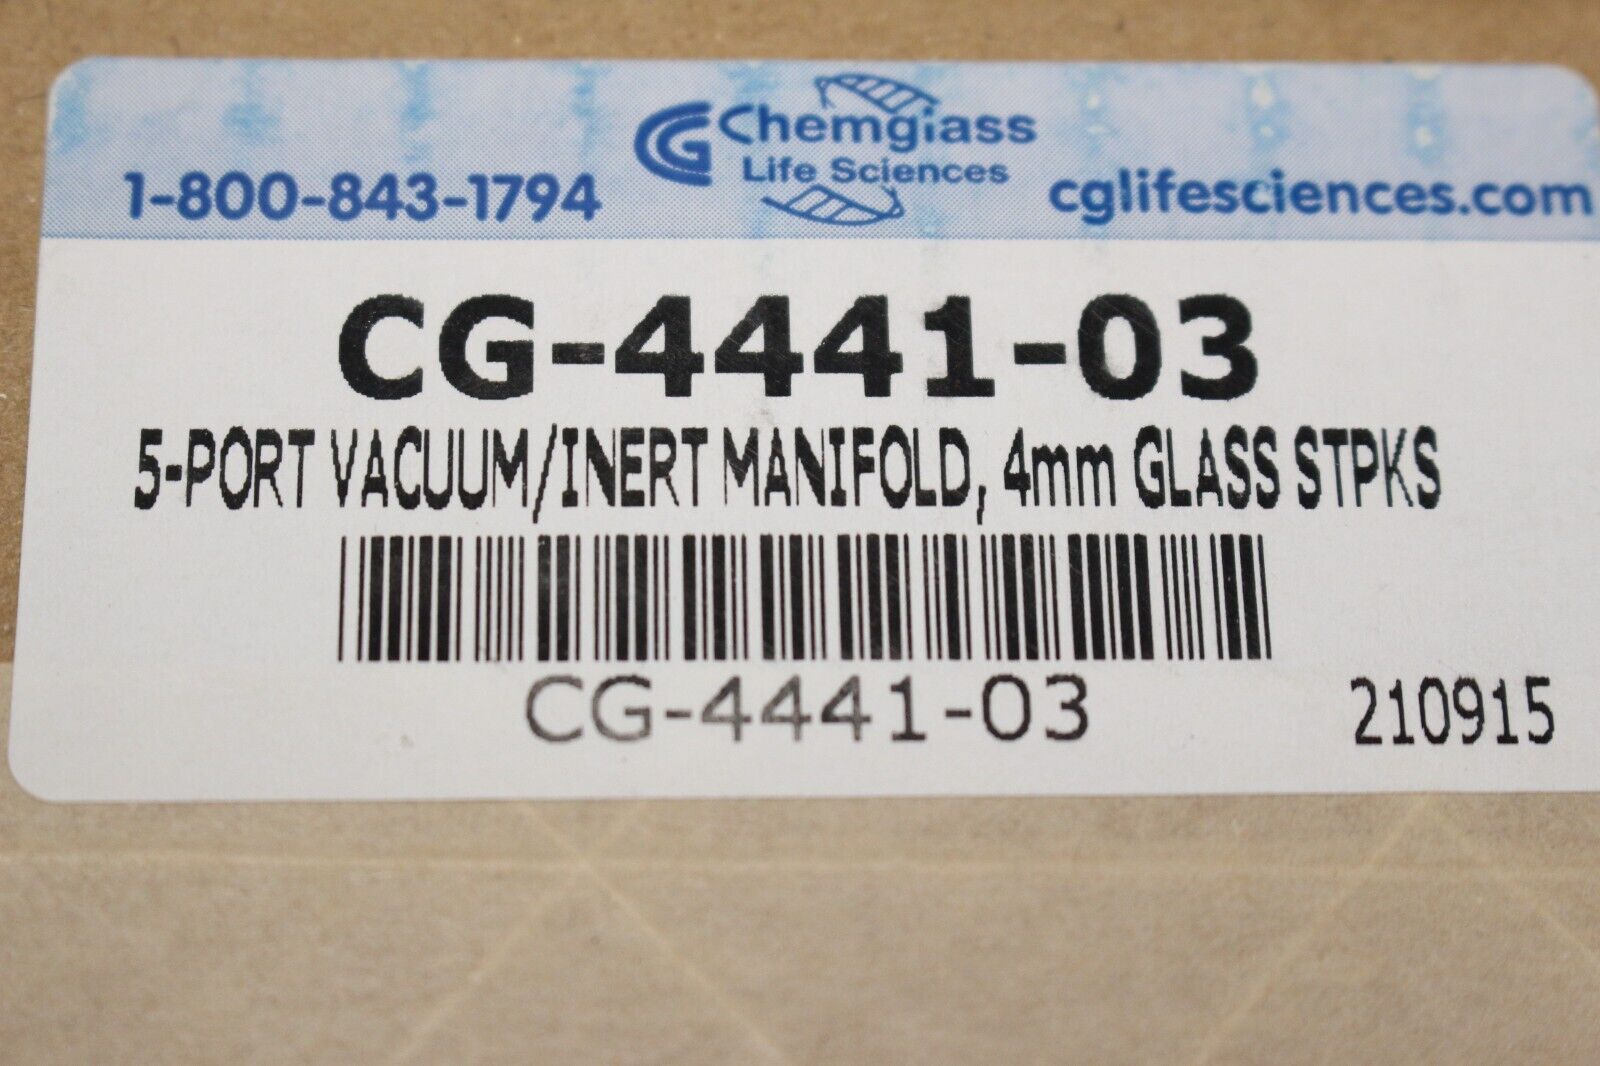 CG Chemglass
Life Sciences
1-800-843-1794
cglifesciences.com
CG-4441-03
5-PORT VACUUM/INERT MANIFOLD, 4mm GLASS STPKS
CG-4441-03
210915